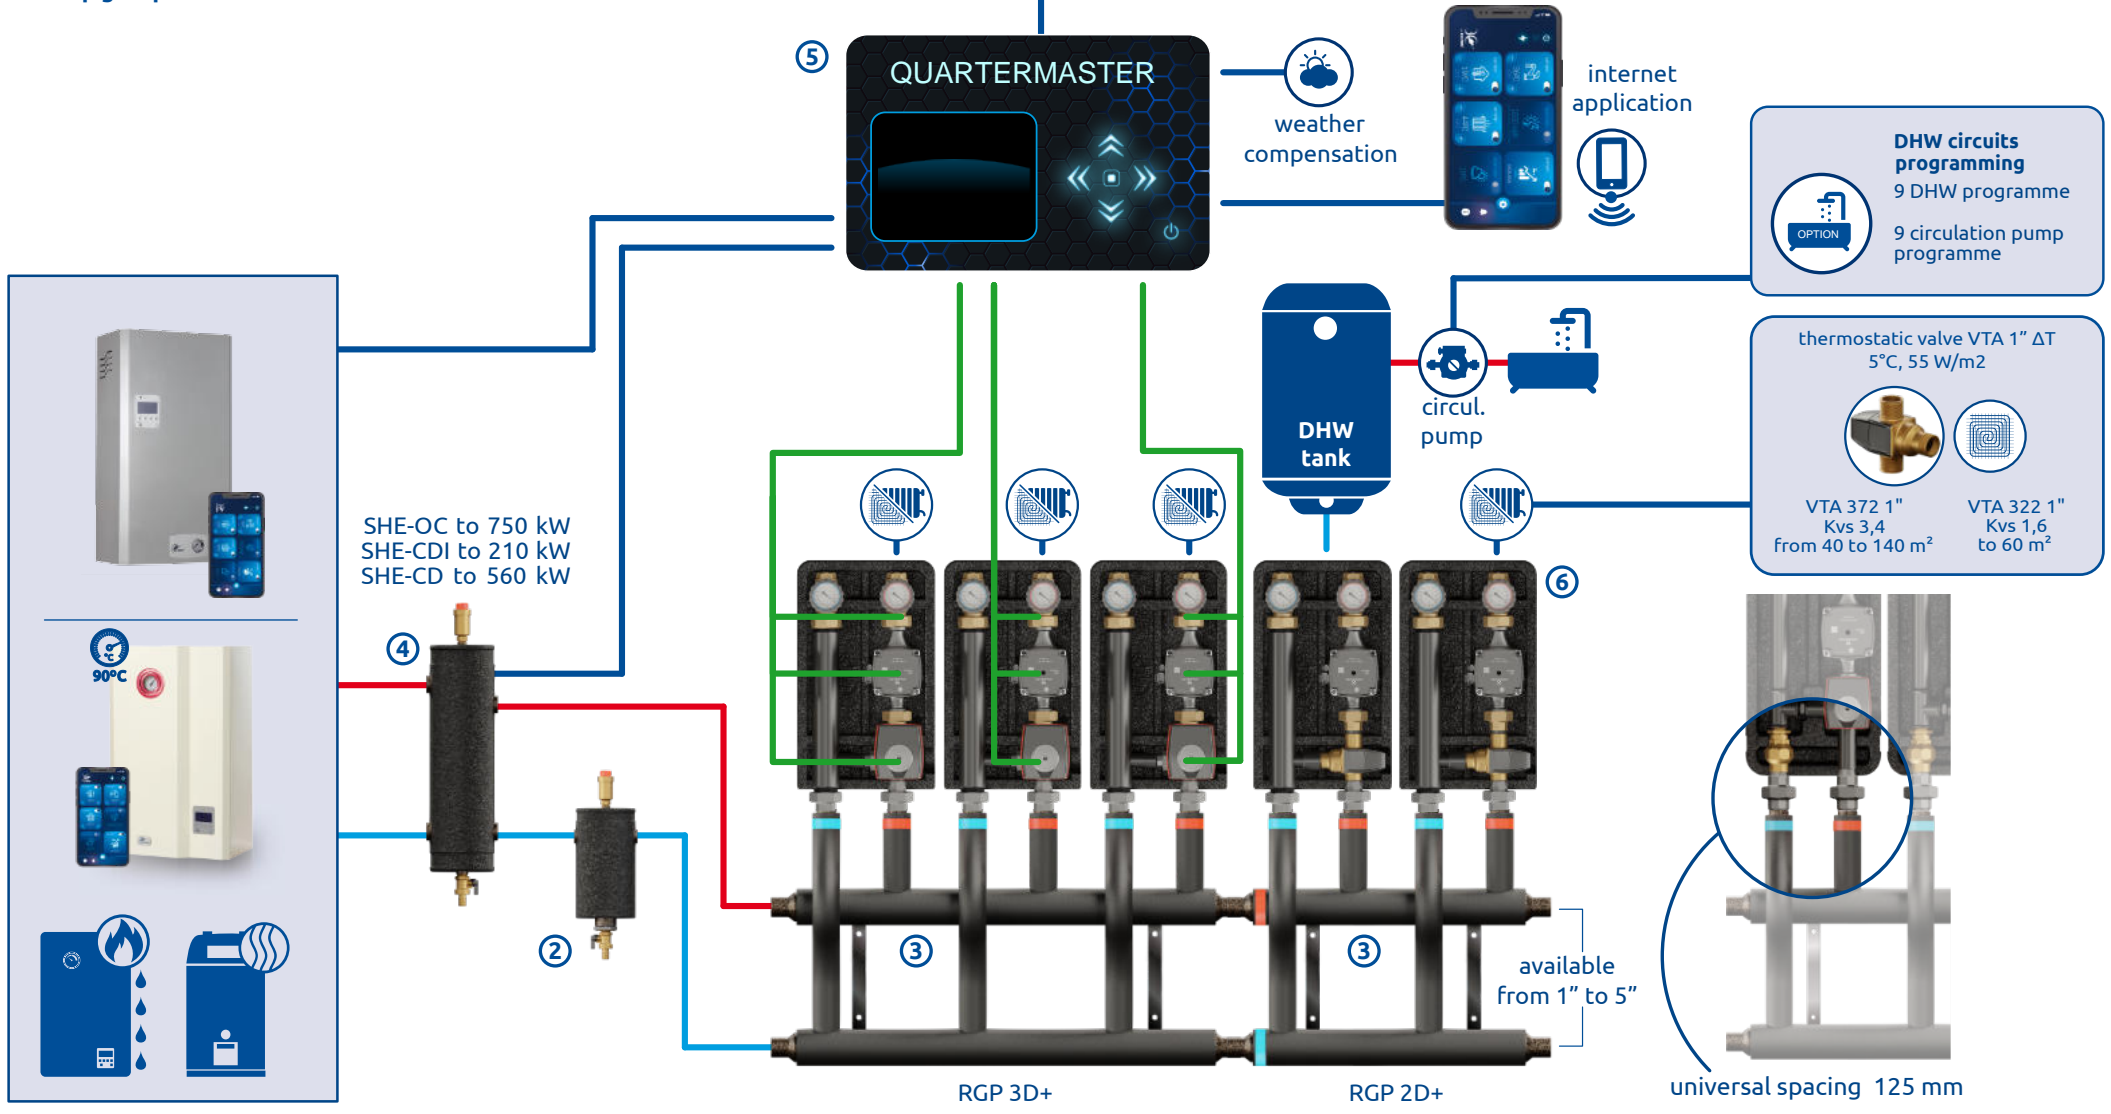 5
QUARTERMASTER
weather
compensation
internet
application
DHW circuits
programming
9 DHW programme
9 circulation pump
programme
OPTION
thermostatic valve VTA 1” ΔT
5°C, 55 W/m2
VTA 372 1"
Kvs 3,4
from 40 to 140 m²
VTA 322 1"
Kvs 1,6
to 60 m²
DHW
tank
circul.
pump
SHE-OC to 750 kW
SHE-CDI to 210 kW
SHE-CD to 560 kW
4
6
°C
90°C
2
3
3
available
from 1” to 5”
RGP 3D+
RGP 2D+
universal spacing 125 mm